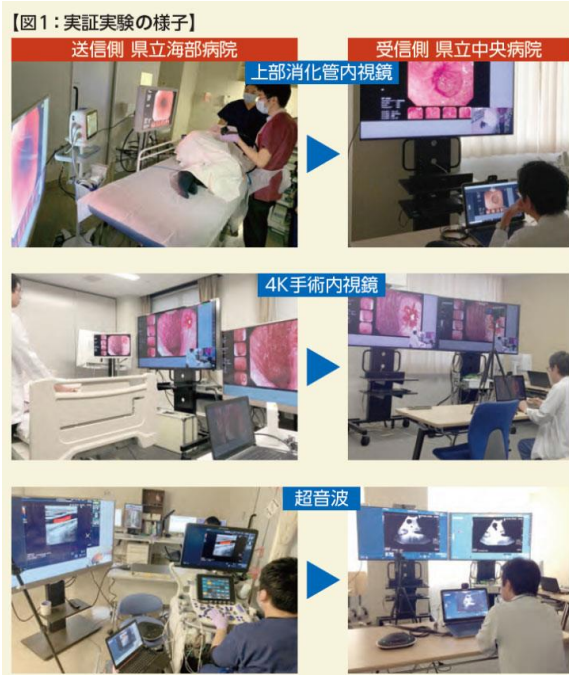 【図1：実証実験の様子】
送信側 県立海部病院
受信側 県立中央病院
上部消化管内視鏡
4K手術内視鏡
超音波